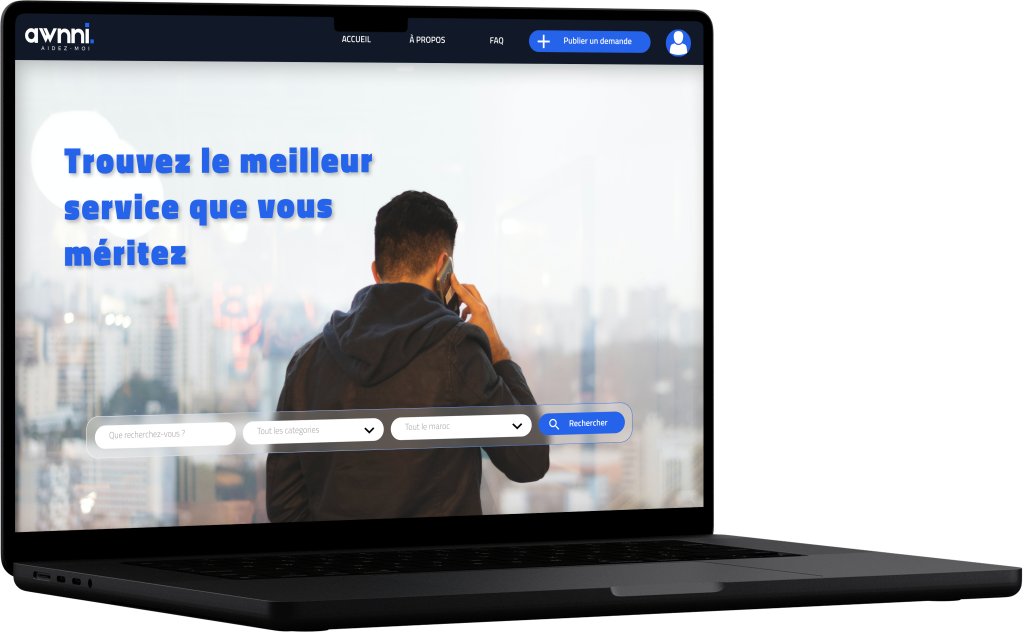 awnni.
AIDEZ-MOI
ACCUEIL
À PROPOS
FAQ
Publier un demande
Trouvez le meilleur
service que vous
méritez
Que recherchez-vous ?
Tout les categories
Tout le maroc
Rechercher